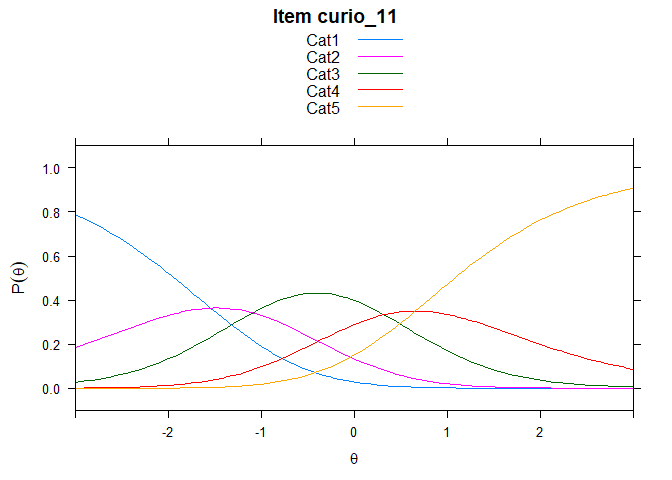 Item curio_11
Cat1
Cat2
Cat3
Cat4
Cat5
1.0
0.8
0.6
0.4
0.2
0.0
P(θ)
-2 -1 0 1 2
θ